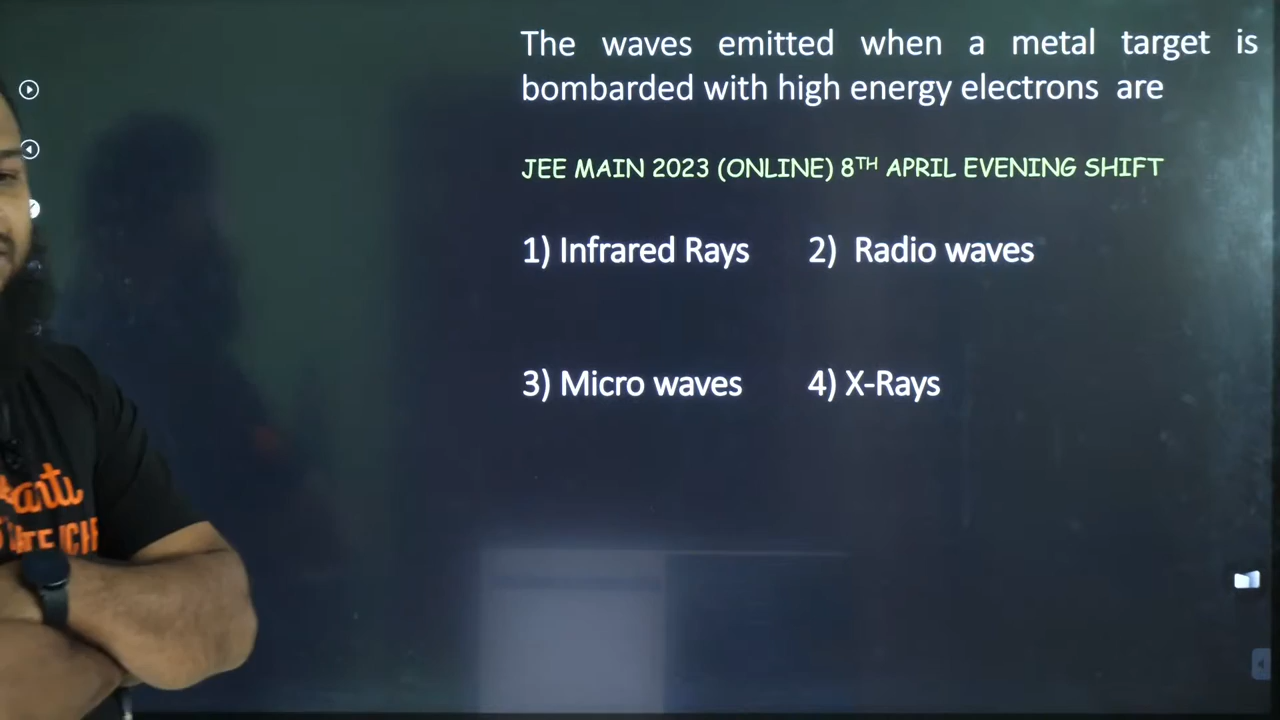 The waves emitted when a metal target is
bombarded with high energy electrons are
JEE MAIN 2023 (ONLINE) 8TH APRIL EVENING SHIFT
1) Infrared Rays 2) Radio waves
3) Micro waves 4) X-Rays